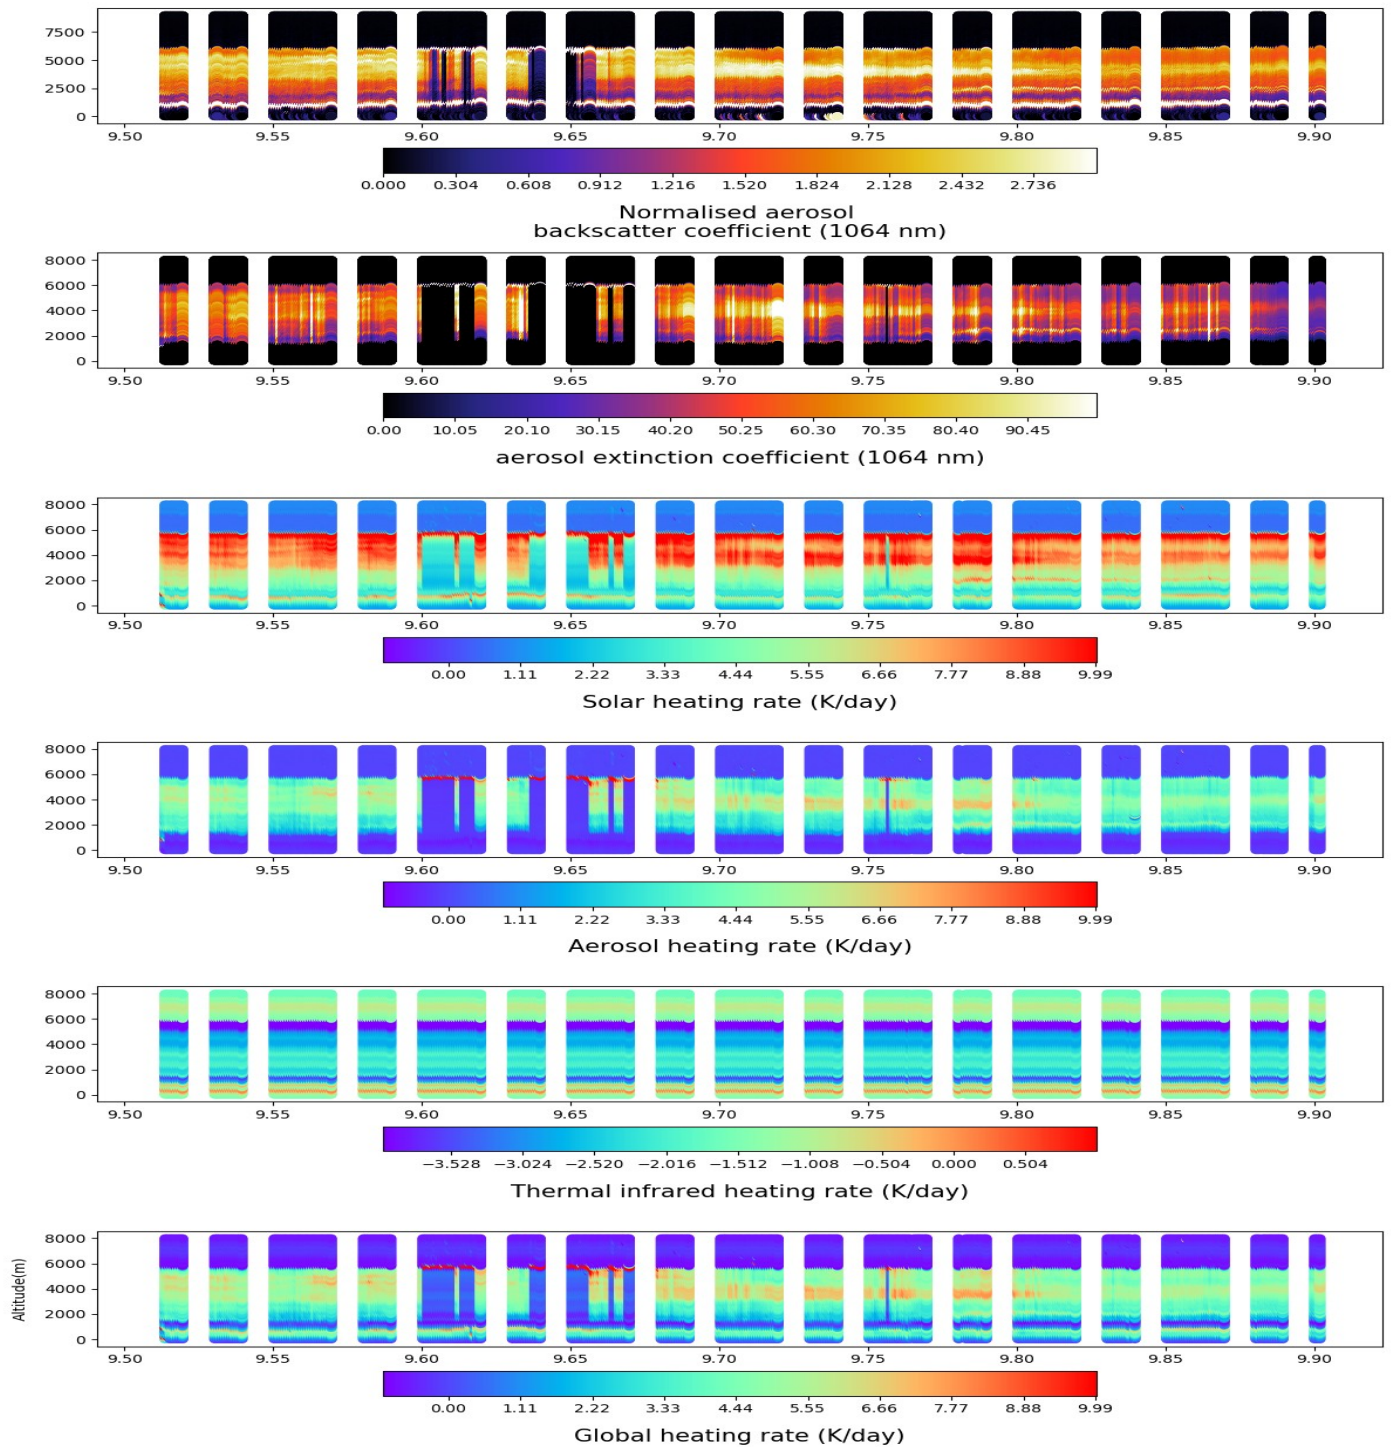 7500
5000
2500
0
9.50 9.55 9.60 9.65 9.70 9.75 9.80 9.85 9.90
0.000 0.304 0.608 0.912 1.216 1.520 1.824 2.128 2.432 2.736
Normalised aerosol
backscatter coefficient (1064 nm)
8000
6000
4000
2000
0
9.50 9.55 9.60 9.65 9.70 9.75 9.80 9.85 9.90
0.00 10.05 20.10 30.15 40.20 50.25 60.30 70.35 80.40 90.45
aerosol extinction coefficient (1064 nm)
8000
6000
4000
2000
0
9.50 9.55 9.60 9.65 9.70 9.75 9.80 9.85 9.90
0.00 1.11 2.22 3.33 4.44 5.55 6.66 7.77 8.88 9.99
Solar heating rate (K/day)
8000
6000
4000
2000
0
9.50 9.55 9.60 9.65 9.70 9.75 9.80 9.85 9.90
0.00 1.11 2.22 3.33 4.44 5.55 6.66 7.77 8.88 9.99
Aerosol heating rate (K/day)
8000
6000
4000
2000
0
9.50 9.55 9.60 9.65 9.70 9.75 9.80 9.85 9.90
−3.528 −3.024 −2.520 −2.016 −1.512 −1.008 −0.504 0.000 0.504
Thermal infrared heating rate (K/day)
Altitude(m)
8000
6000
4000
2000
0
9.50 9.55 9.60 9.65 9.70 9.75 9.80 9.85 9.90
0.00 1.11 2.22 3.33 4.44 5.55 6.66 7.77 8.88 9.99
Global heating rate (K/day)